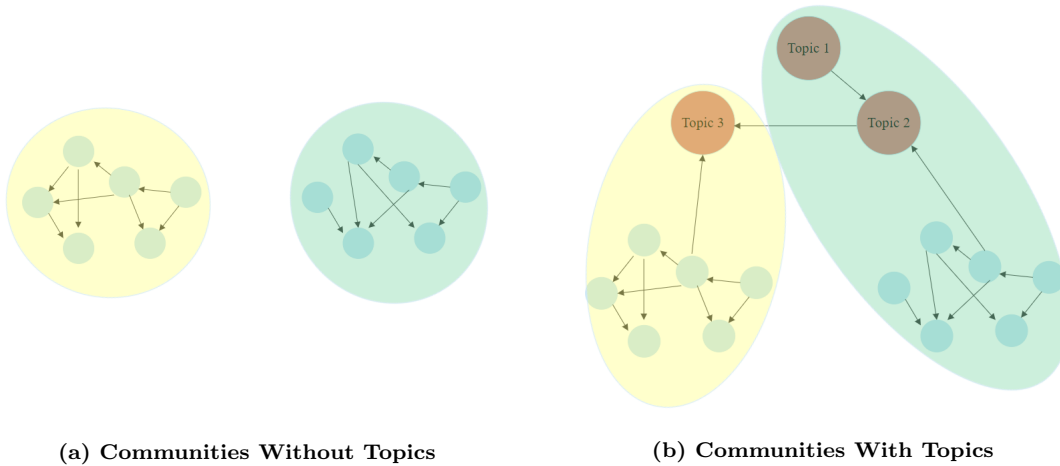 Topic 1
Topic 3
Topic 2
(a) Communities Without Topics
(b) Communities With Topics